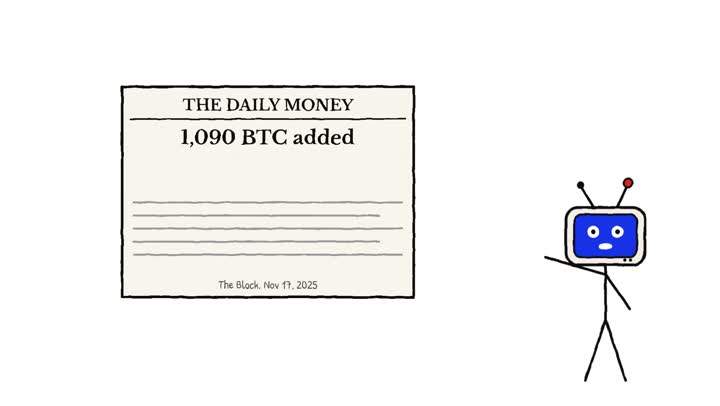 THE DAILY MONEY
1,090 BTC added
The Block, Nov 17, 2025